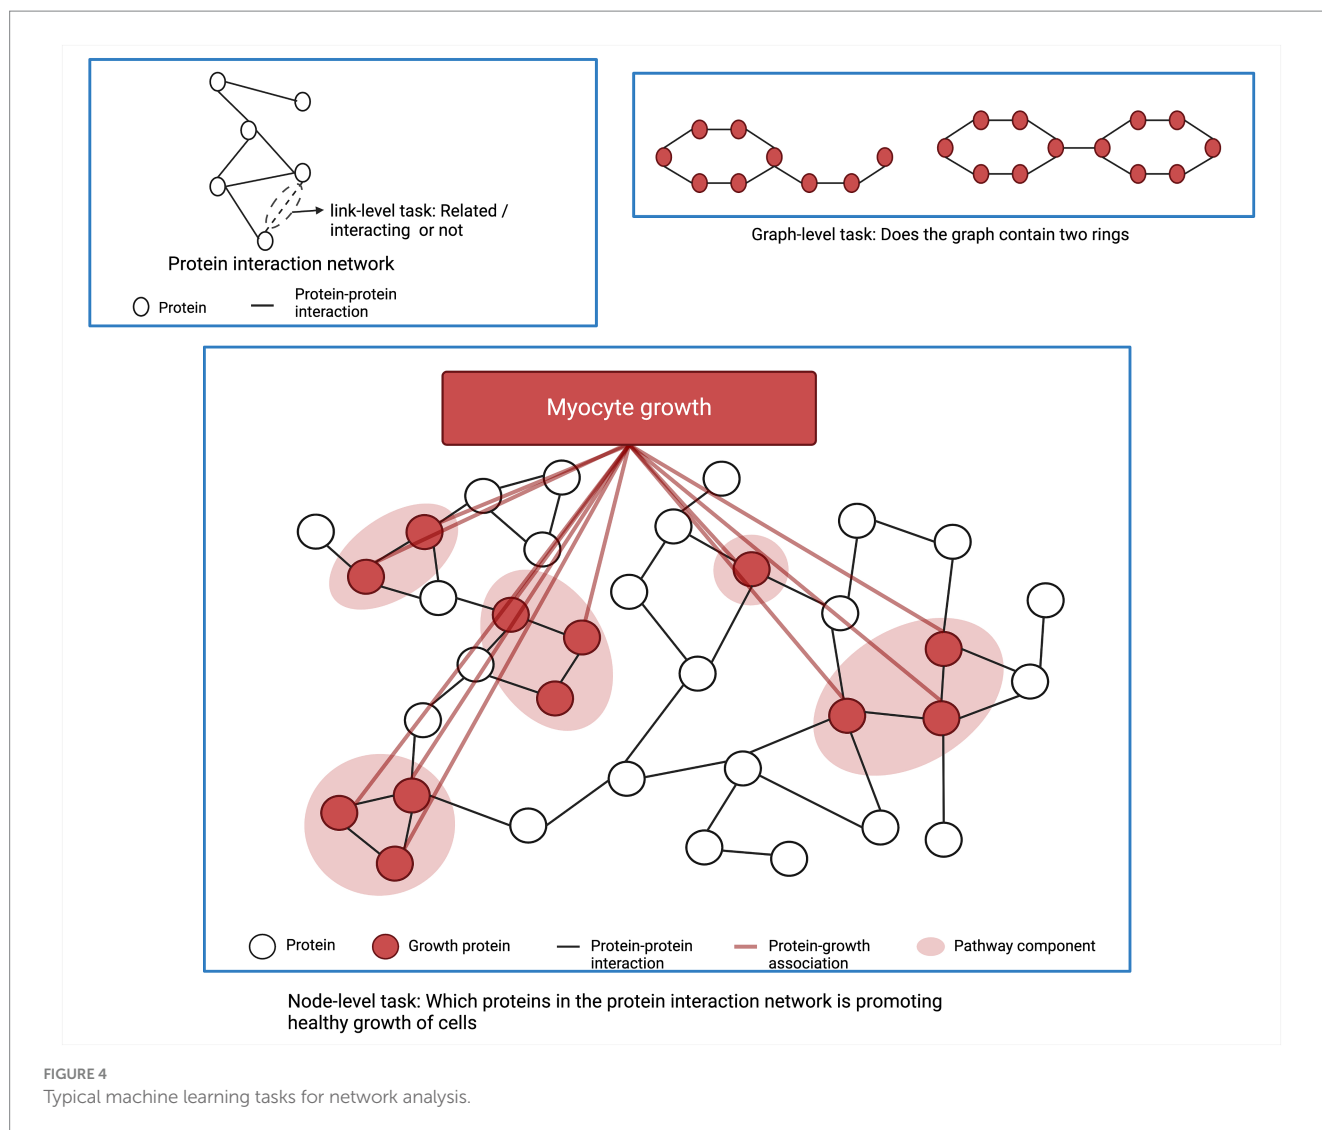 link-level task: Related /
interacting or not
Protein interaction network
Protein
Protein-protein
interaction
Graph-level task: Does the graph contain two rings
Myocyte growth
Protein
Growth protein
Protein-protein
interaction
Protein-growth
association
Pathway component
Node-level task: Which proteins in the protein interaction network is promoting
healthy growth of cells
FIGURE 4
Typical machine learning tasks for network analysis.